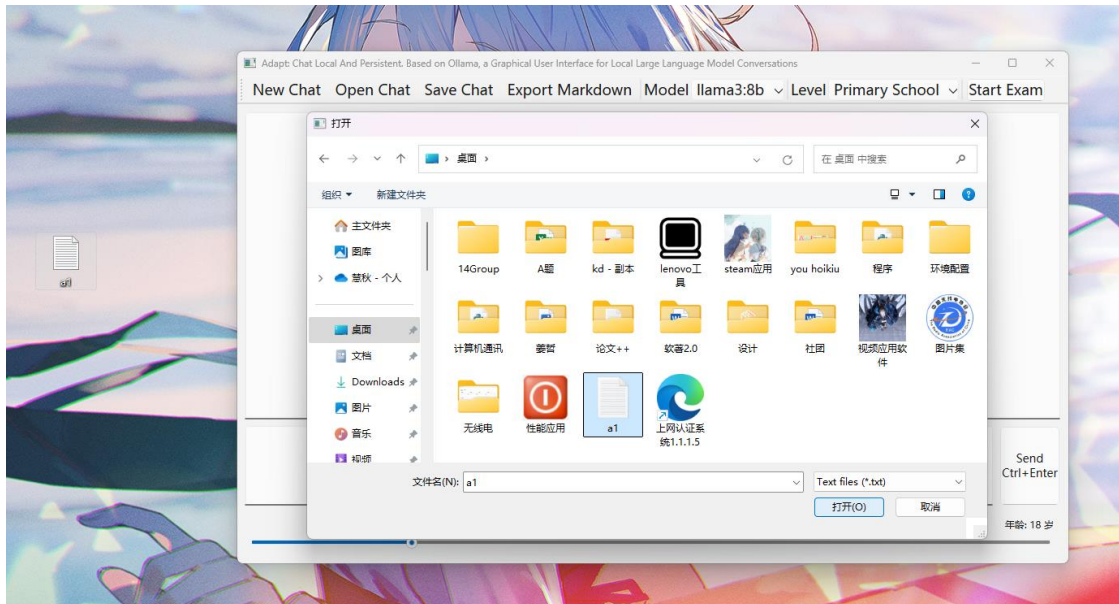 Adapt: Chat Local And Persistent. Based on Ollama, a Graphical User Interface for Local Large Language Model Conversations
New Chat Open Chat Save Chat Export Markdown Model llama3:8b Level Primary School Start Exam
打开
桌面
在 桌面 中搜索
组织 新建文件夹
主文件夹
图库
慧秋 - 个人
桌面
文档
Downloads
图片
音乐
视频
14Group
A题
kd - 副本
lenovo工
具
steam应用
you hoikiu
程序
环境配置
计算机通讯
姜哲
论文++
软著2.0
设计
社团
视频应用软
件
图片集
无线电
性能应用
a1
上网认证系
统1.1.1.5
a1
文件名(N): a1
Text files (*.txt)
打开(O) 取消
Send
Ctrl+Enter
年龄: 18 岁